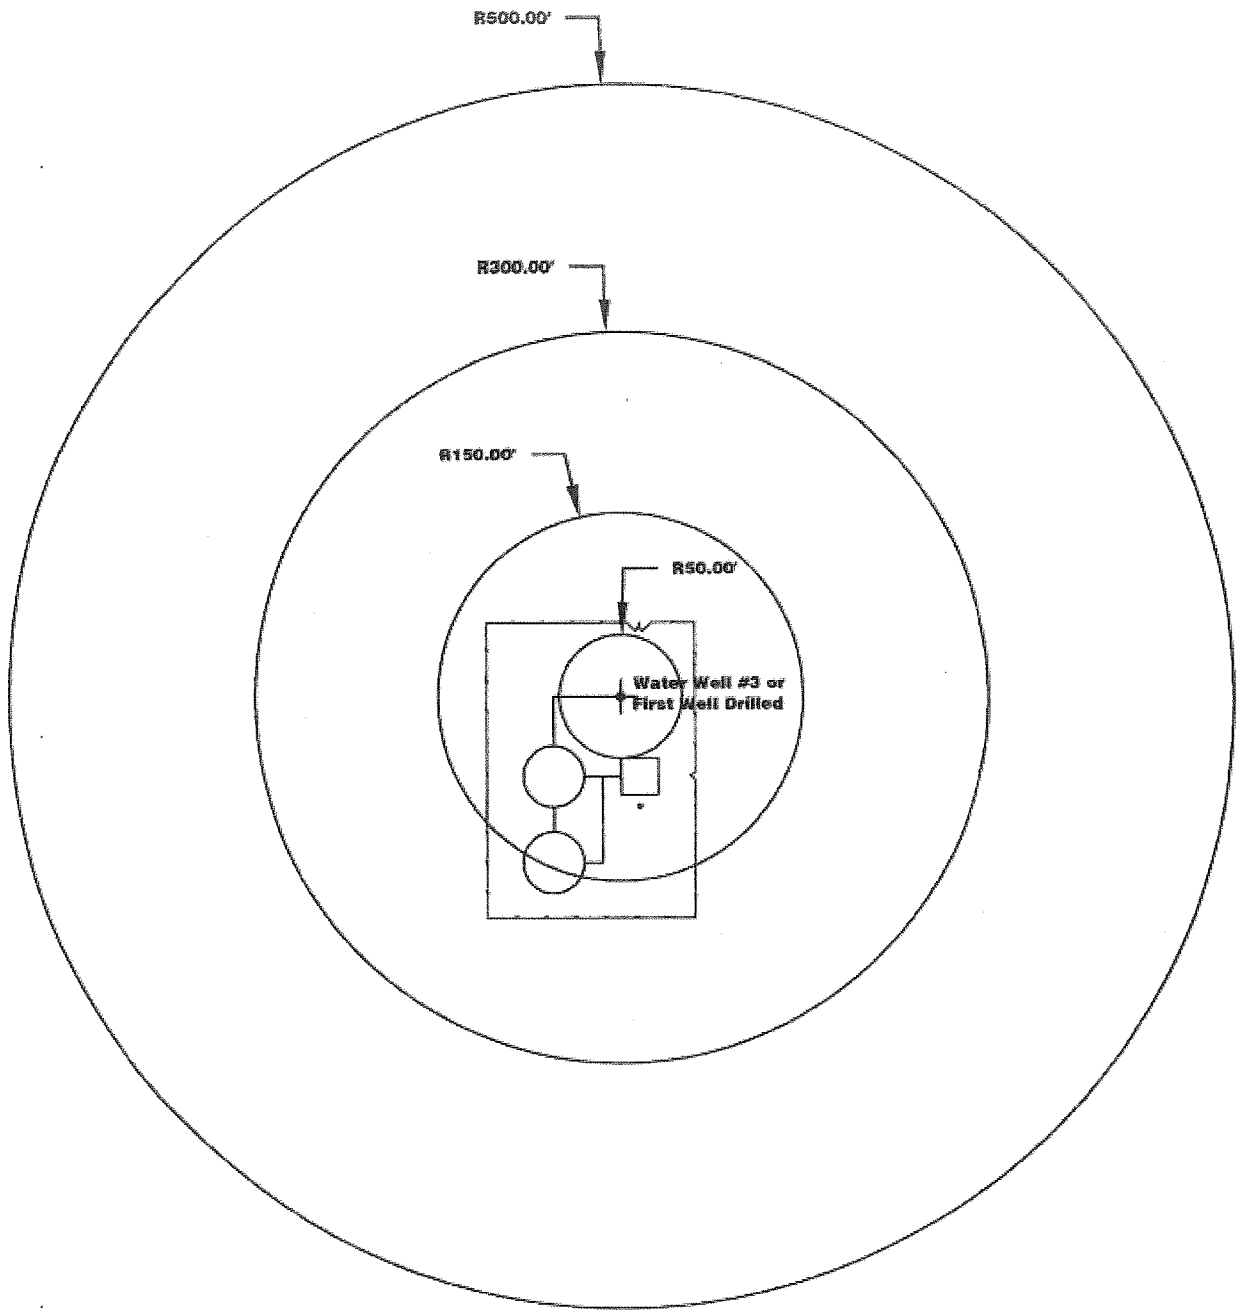 R500.00'
R300.00'
R150.00'
R50.00'
Water Well #3 or
First Well Drilled